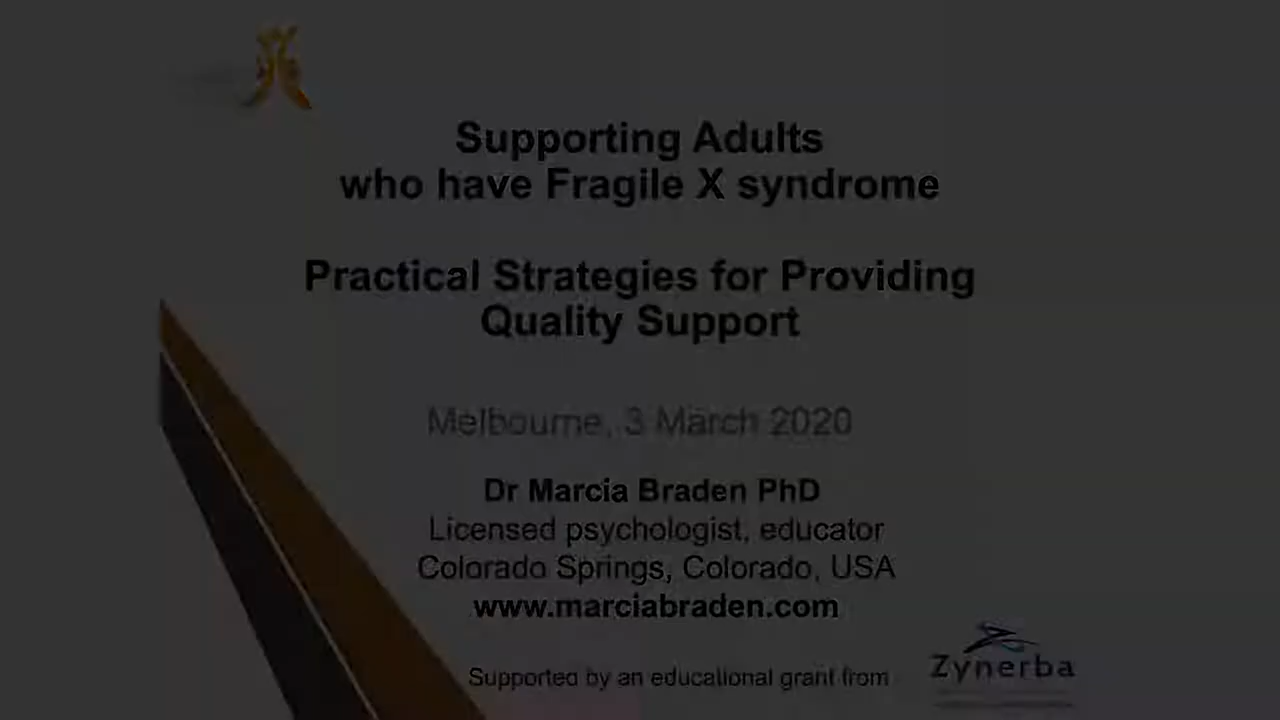 Supporting Adults
who have Fragile X syndrome
Practical Strategies for Providing
Quality Support
Melbourne, 3 March 2020
Dr Marcia Braden PhD
Licensed psychologist, educator
Colorado Springs, Colorado, USA
www.marciabraden.com
Supported by an educational grant from
Zynerba